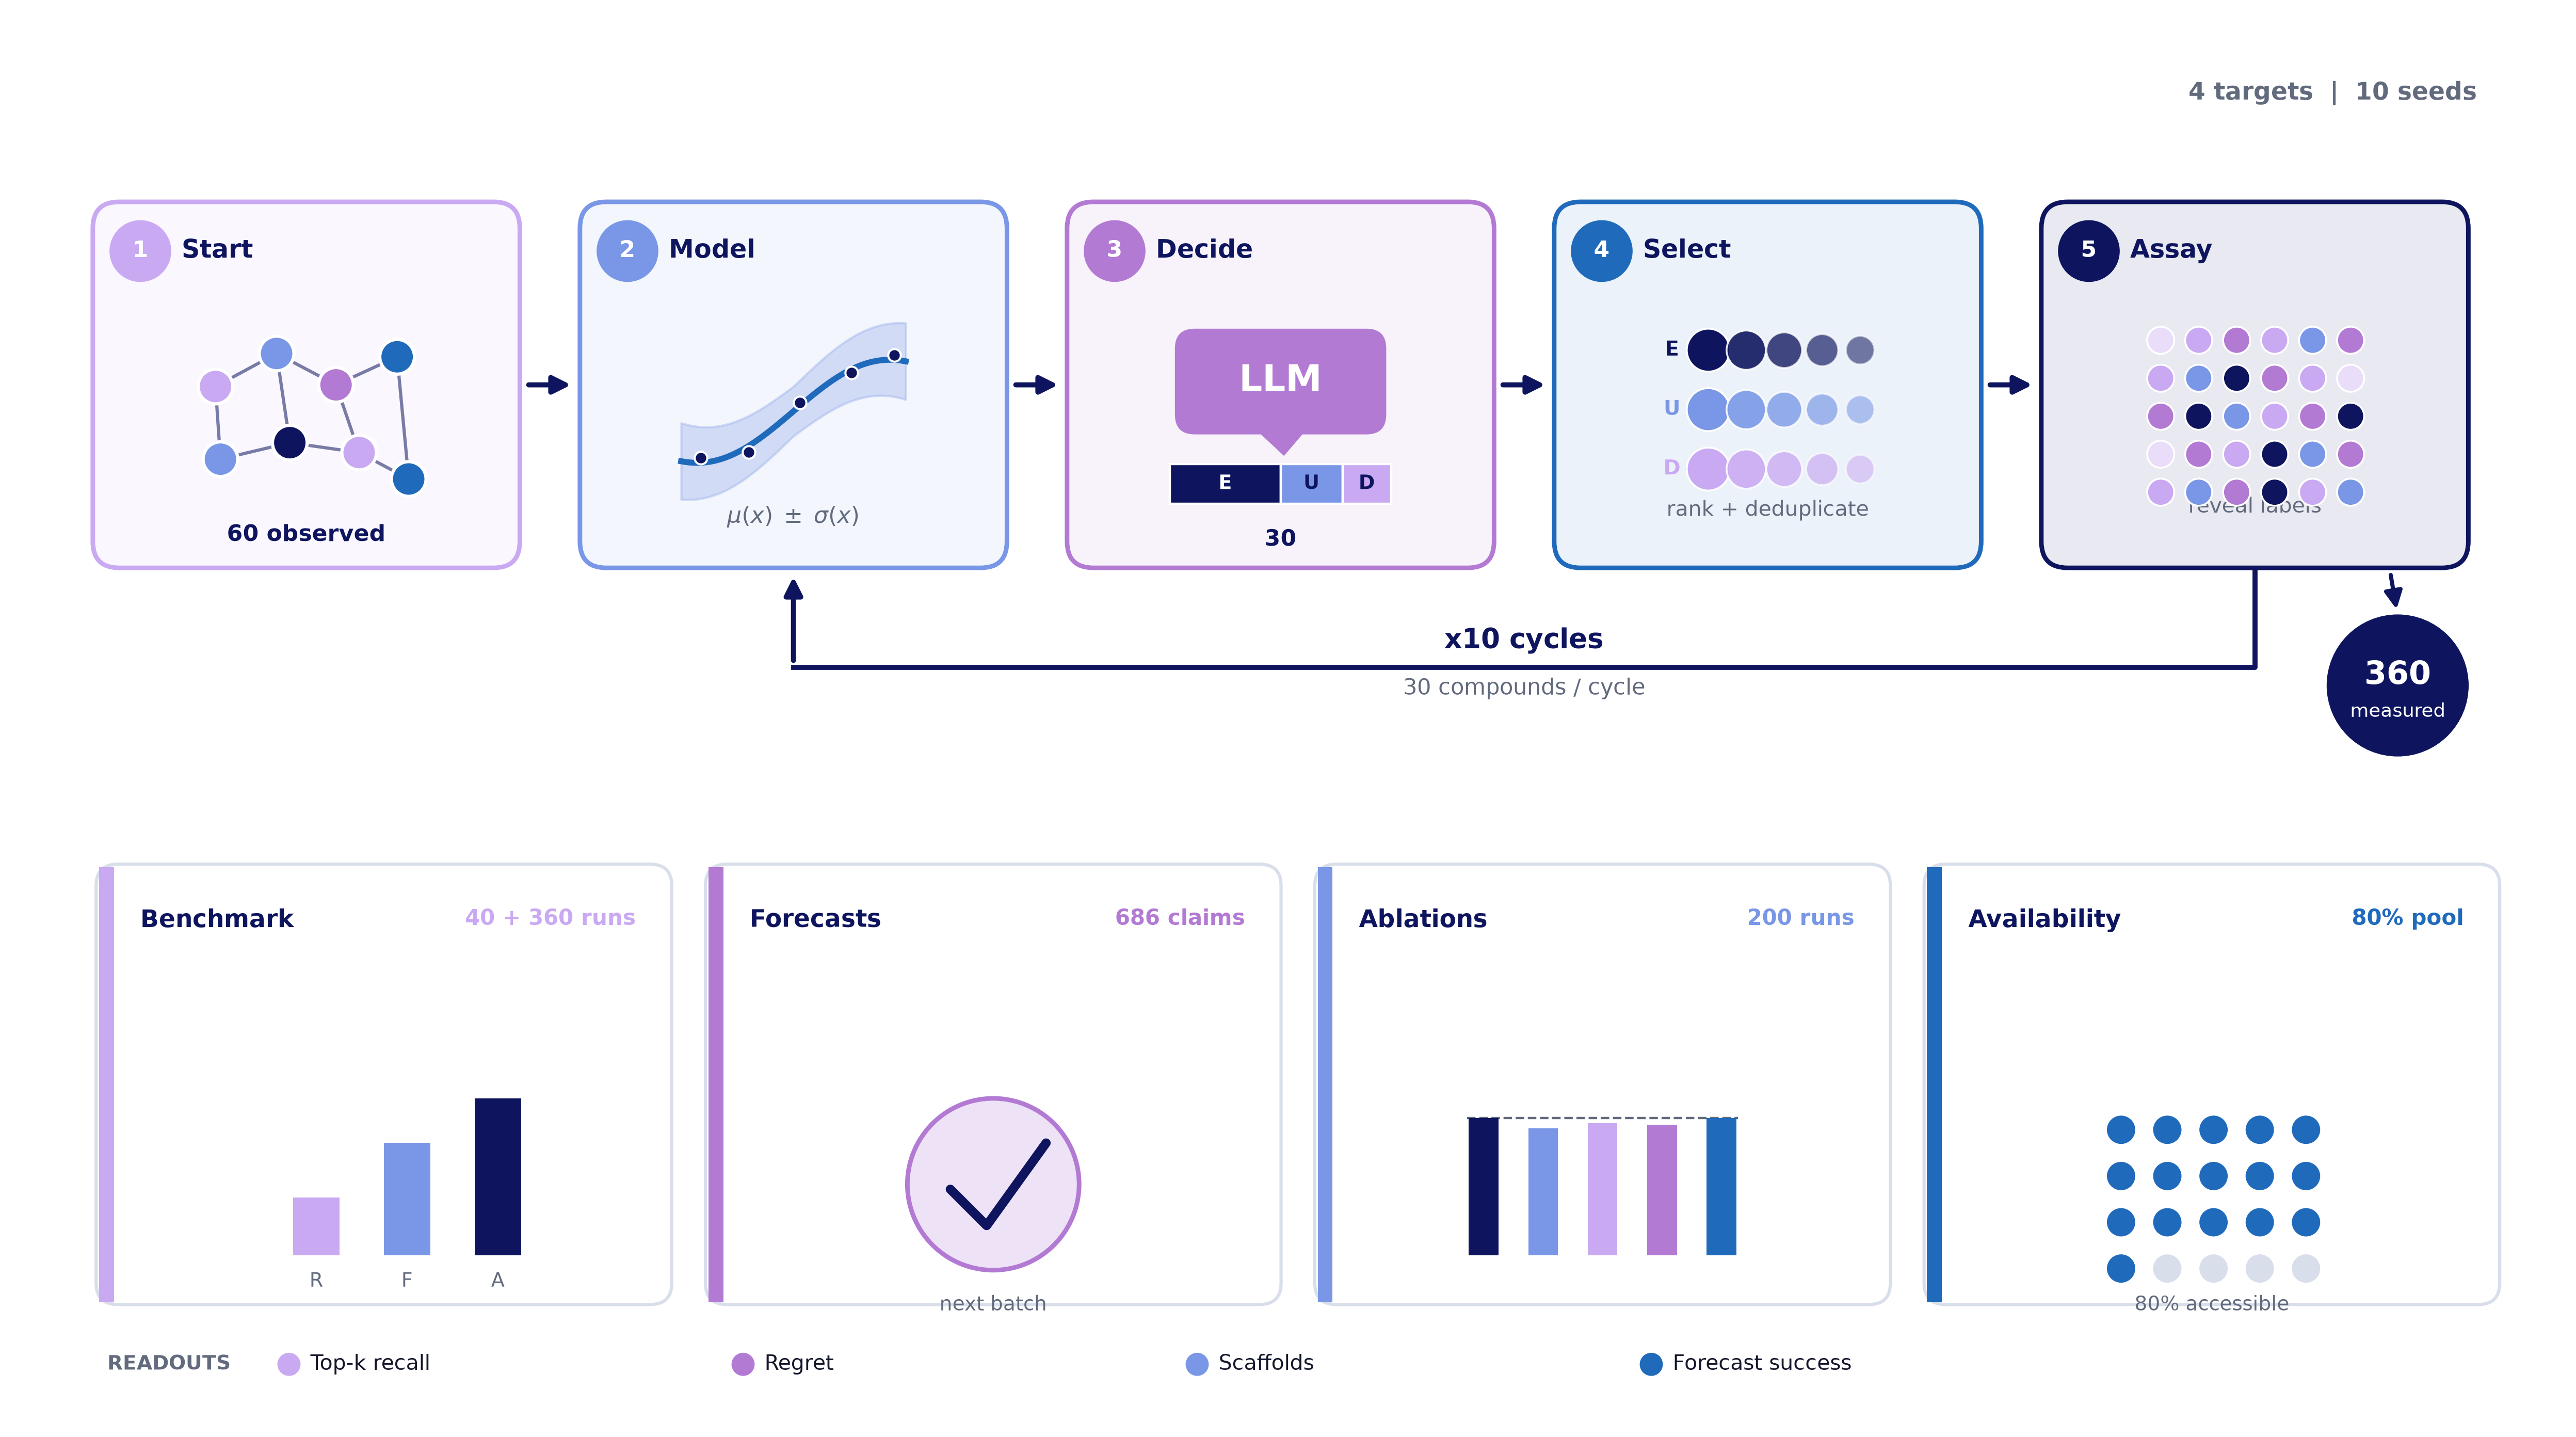 4 targets | 10 seeds
1 Start
60 observed
2 Model
μ(x) ± σ(x)
3 Decide
LLM
E U D
30
4 Select
E
U
D
rank + deduplicate
5 Assay
reveal labels
x10 cycles
30 compounds / cycle
360
measured
Benchmark 40 + 360 runs
R F A
Forecasts 686 claims
next batch
Ablations 200 runs
Availability 80% pool
80% accessible
READOUTS Top-k recall Regret Scaffolds Forecast success